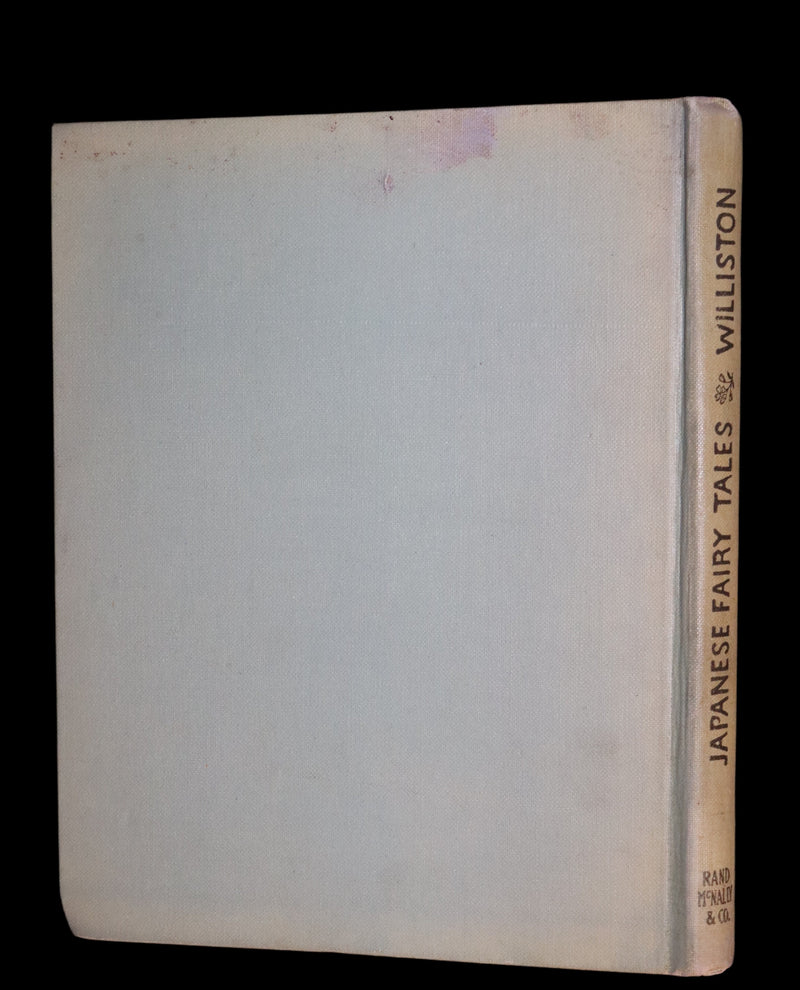 JAPANESE FAIRY TALES WILLISTON
RAND
McNALLY
& CO.